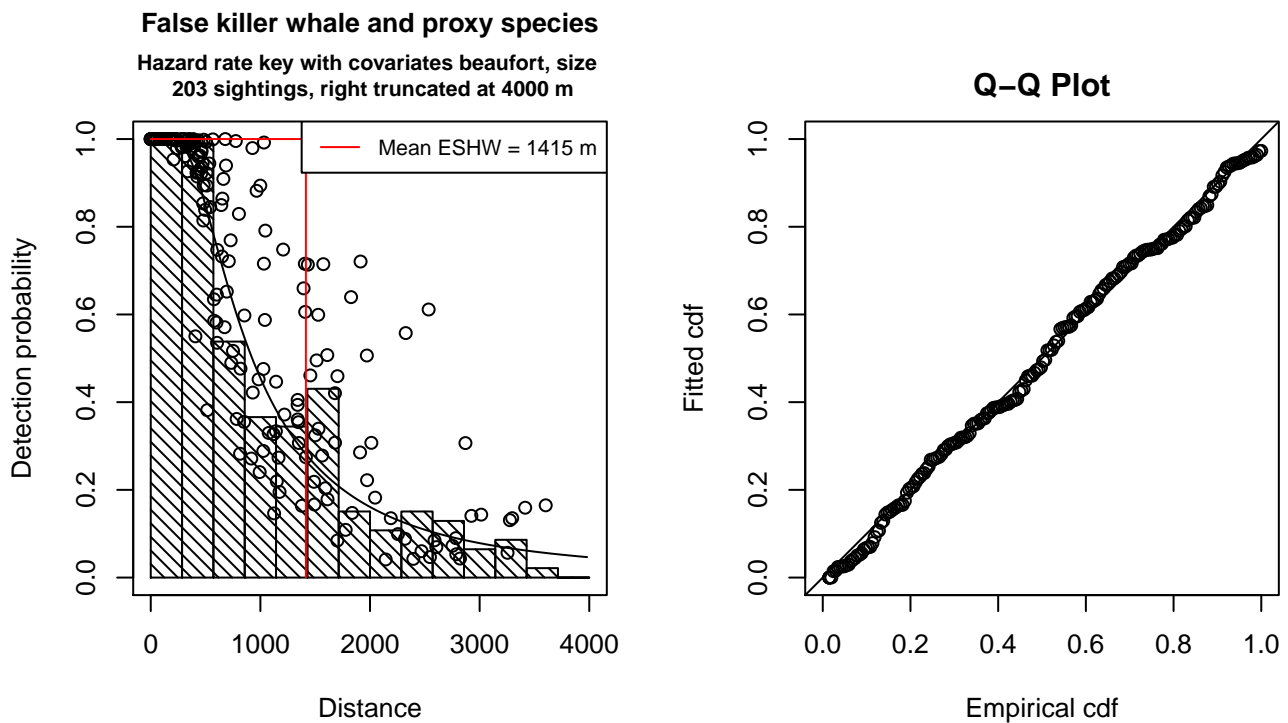 False killer whale and proxy species
Hazard rate key with covariates beaufort, size
203 sightings, right truncated at 4000 m
Mean ESHW = 1415 m
Detection probability
1.0
0.8
0.6
0.4
0.2
0.0
0 1000 2000 3000 4000
Distance
Q−Q Plot
Fitted cdf
1.0
0.8
0.6
0.4
0.2
0.0
0.0 0.2 0.4 0.6 0.8 1.0
Empirical cdf